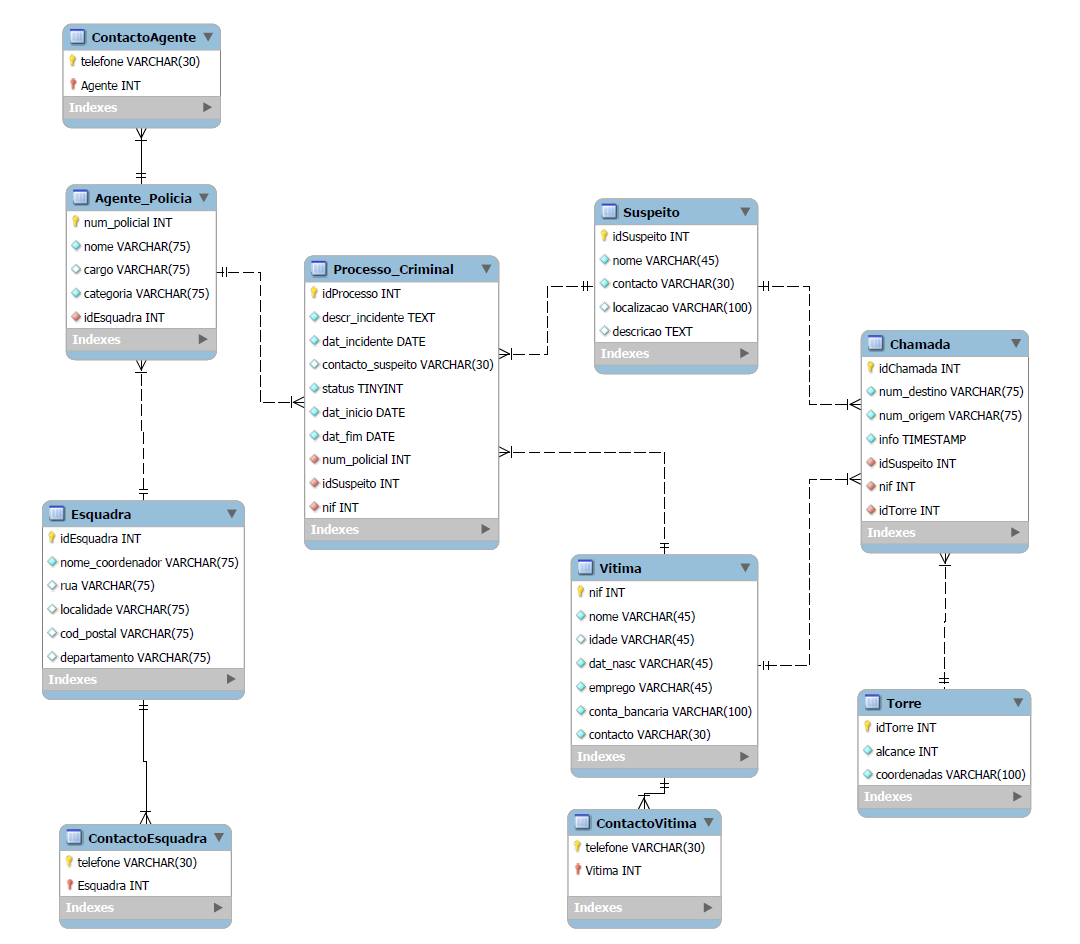 ContactoAgente
telefone VARCHAR(30)
Agente INT
Indexes
Agente_Policia
num_policial INT
nome VARCHAR(75)
cargo VARCHAR(75)
categoria VARCHAR(75)
idEsquadra INT
Indexes
Esquadra
idEsquadra INT
nome_coordenador VARCHAR(75)
rua VARCHAR(75)
localidade VARCHAR(75)
cod_postal VARCHAR(75)
departamento VARCHAR(75)
Indexes
ContactoEsquadra
telefone VARCHAR(30)
Esquadra INT
Indexes
Processo_Criminal
idProcesso INT
descr_incidente TEXT
dat_incidente DATE
contacto_suspeito VARCHAR(30)
status TINYINT
dat_inicio DATE
dat_fim DATE
num_policial INT
idSuspeito INT
nif INT
Indexes
Suspeito
idSuspeito INT
nome VARCHAR(45)
contacto VARCHAR(30)
localizacao VARCHAR(100)
descricao TEXT
Indexes
Vitima
nif INT
nome VARCHAR(45)
idade VARCHAR(45)
dat_nasc VARCHAR(45)
emprego VARCHAR(45)
conta_bancaria VARCHAR(100)
contacto VARCHAR(30)
Indexes
ContactoVitima
telefone VARCHAR(30)
Vitima INT
Indexes
Chamada
idChamada INT
num_destino VARCHAR(75)
num_origem VARCHAR(75)
info TIMESTAMP
idSuspeito INT
nif INT
idTorre INT
Indexes
Torre
idTorre INT
alcance INT
coordenadas VARCHAR(100)
Indexes